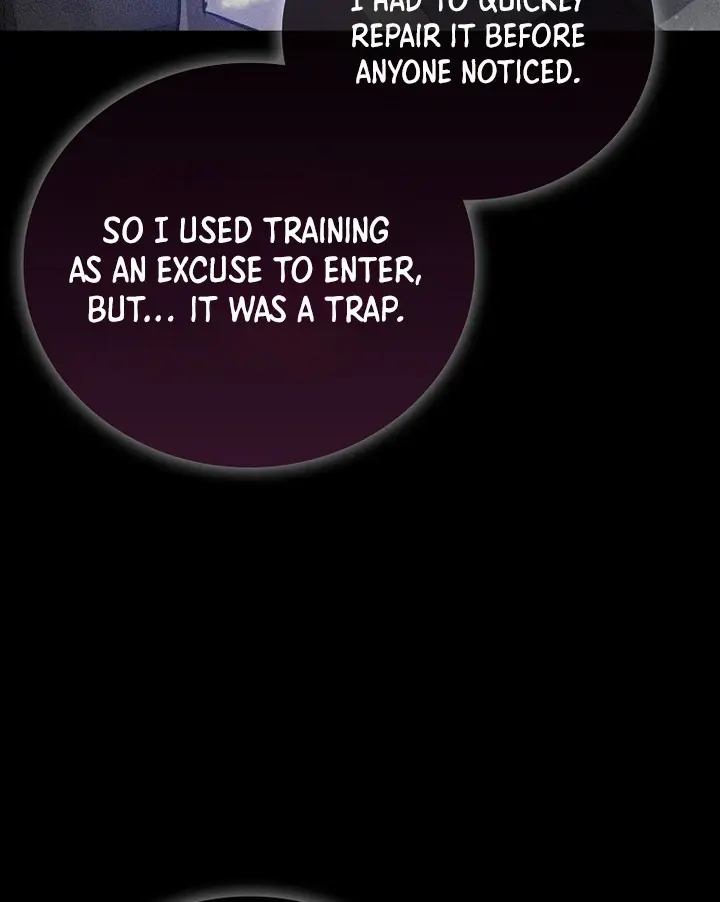 I HAD TO QUICKLY
REPAIR IT BEFORE
ANYONE NOTICED.
SO I USED TRAINING
AS AN EXCUSE TO ENTER,
BUT... IT WAS A TRAP.